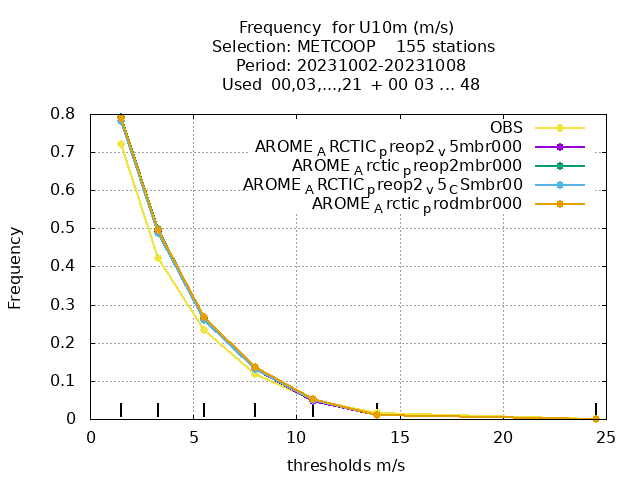 Frequency  for U10m (m/s)
Selection: METCOOP    155 stations
Period: 20231002-20231008
Used  00,03,...,21  + 00 03 ... 48
OBS
AROME_ARCTIC_preop2_v5mbr000
AROME_Arctic_preop2mbr000
AROME_ARCTIC_preop2_v5_CSmbr00
AROME_Arctic_prodmbr000
0.8
0.7
0.6
0.5
0.4
0.3
0.2
0.1
0
Frequency
0 5 10 15 20 25
thresholds m/s